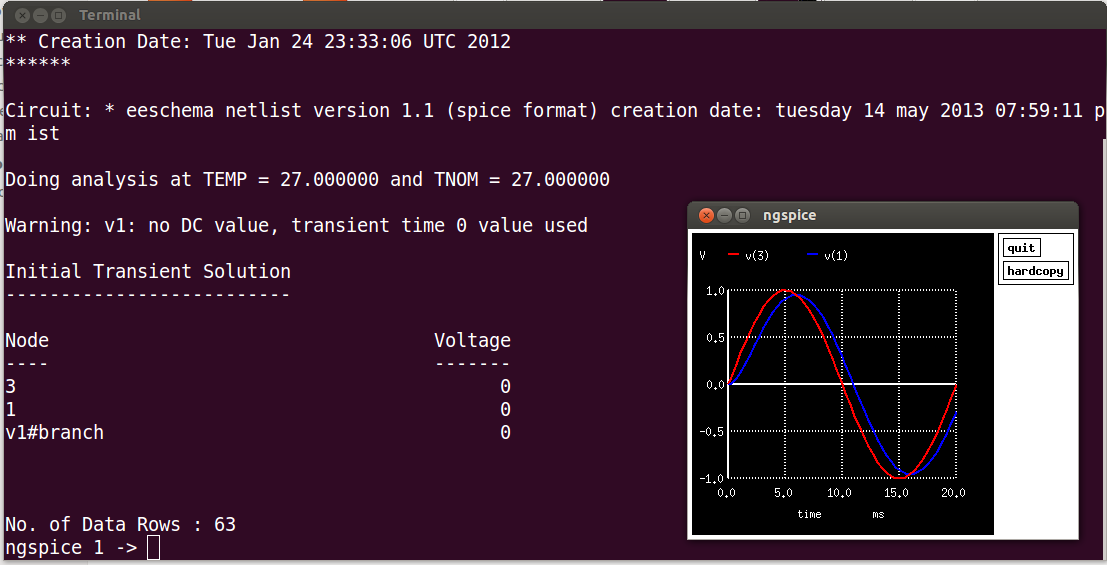 Terminal
** Creation Date: Tue Jan 24 23:33:06 UTC 2012
******
Circuit: * eeschema netlist version 1.1 (spice format) creation date: tuesday 14 may 2013 07:59:11 p
m ist
Doing analysis at TEMP = 27.000000 and TNOM = 27.000000
Warning: v1: no DC value, transient time 0 value used
Initial Transient Solution
--------------------------
Node Voltage
---- -------
3 0
1 0
v1#branch 0
No. of Data Rows : 63
ngspice 1 ->
ngspice
quit
hardcopy
V v(3) v(1)
1.0
0.5
0.0
-0.5
-1.0
0.0 5.0 10.0 15.0 20.0
time ms